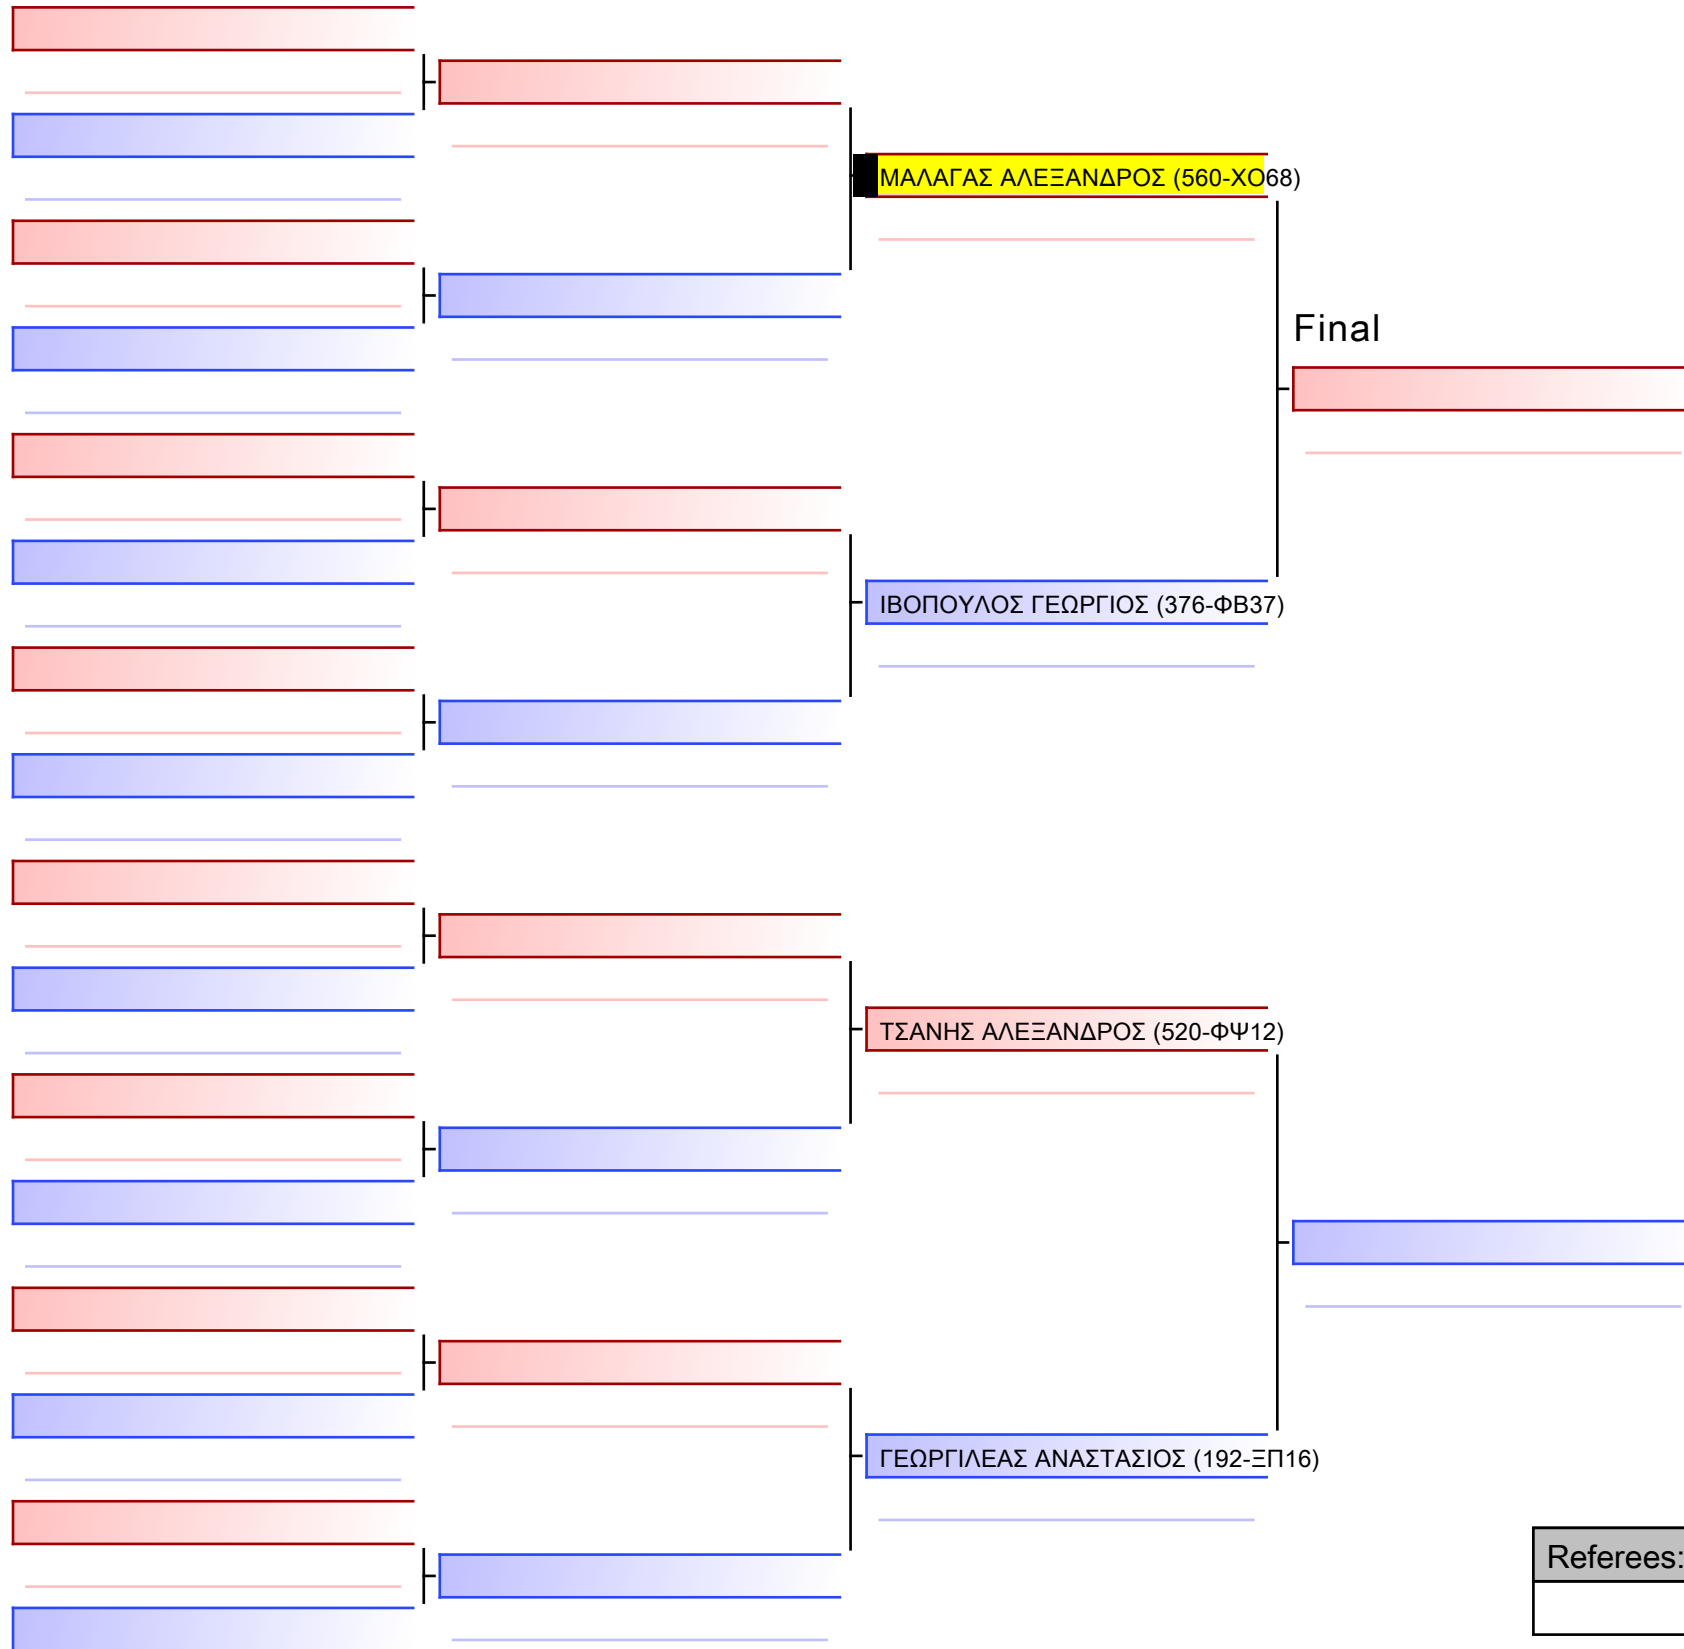 ΜΑΛΑΓΑΣ ΑΛΕΞΑΝΔΡΟΣ (560-ΧΟ68)
Final
ΙΒΟΠΟΥΛΟΣ ΓΕΩΡΓΙΟΣ (376-ΦΒ37)
ΤΣΑΝΗΣ ΑΛΕΞΑΝΔΡΟΣ (520-ΦΨ12)
ΓΕΩΡΓΙΛΕΑΣ ΑΝΑΣΤΑΣΙΟΣ (192-ΞΠ16)
Referees: